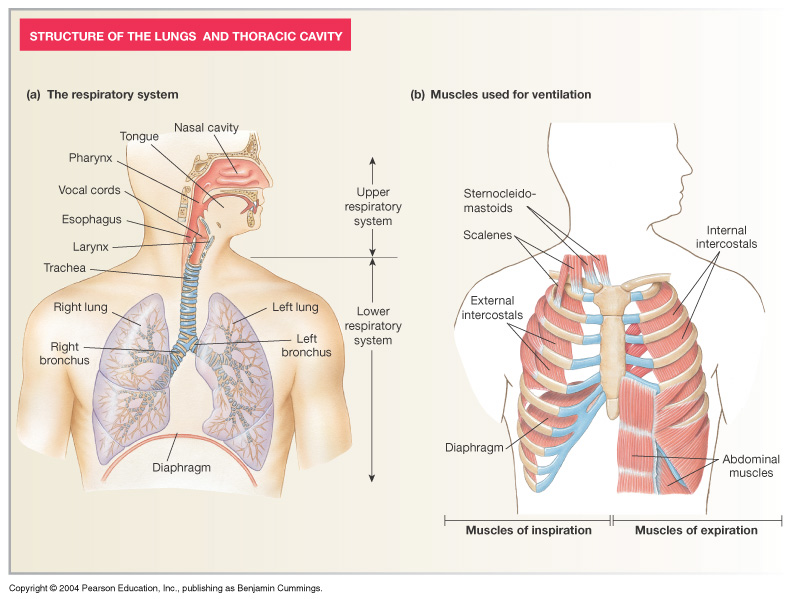 STRUCTURE OF THE LUNGS AND THORACIC CAVITY
(a) The respiratory system
Nasal cavity
Tongue
Pharynx
Vocal cords
Esophagus
Larynx
Trachea
Right lung
Left lung
Right
bronchus
Left
bronchus
Diaphragm
Upper
respiratory
system
Lower
respiratory
system
(b) Muscles used for ventilation
Sternocleido-
mastoids
Scalenes
Internal
intercostals
External
intercostals
Diaphragm
Abdominal
muscles
Muscles of inspiration
Muscles of expiration
Copyright © 2004 Pearson Education, Inc., publishing as Benjamin Cummings.